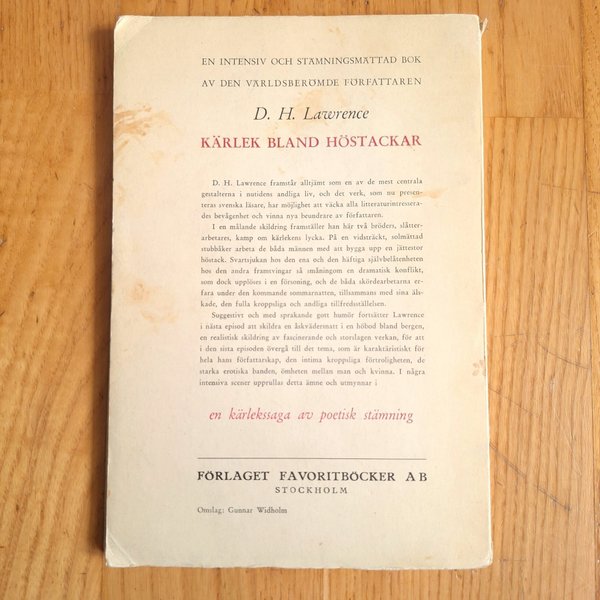 EN INTENSIV OCH STÄMNINGSMÄTTAD BOK
AV DEN VÄRLDSBERÖMDE FÖRFATTAREN
D. H. Lawrence
KÄRLEK BLAND HÖSTACKAR
D. H. Lawrence framstår alltjämt som en av de mest centrala
gestalterna i nutidens andliga liv, och det verk, som nu presen-
teras svenska läsare, har möjlighet att väcka alla litteraturintressera-
des bevågenhet och vinna nya beundrare av författaren.
I en målande skildring framställer han här två bröders, slåtter-
arbetares, kamp om kärlekens lycka. På en vidsträckt, solmättad
stubbåker arbeta de båda männen med att bygga upp en jättestor
höstack. Svartsjukan hos den ena och den häftiga självbelåtenheten
hos den andra framtvingar så småningom en dramatisk konflikt,
som dock upplöses i en försoning, och de båda skördearbetarna er-
fara under den kommande sommarnatten, tillsammans med sina äls-
kade, den fulla kroppsliga och andliga tillfredsställelsen.
Suggestivt och med sprakande gott humör fortsätter Lawrence
i nästa episod att skildra en åskvädersnatt i en höbod bland bergen,
en realistisk skildring av fascinerande och storslagen verkan, för att i
den sista episoden övergå till det tema, som är karaktäristiskt för
hela hans författarskap, den intima kroppsliga förtroligheten, de
starka erotiska banden, ömheten mellan man och kvinna. I några
intensiva scener upprullas detta ämne och utmynnar i
en kärlekssaga av poetisk stämning
FÖRLAGET FAVORITBÖCKER AB
STOCKHOLM
Omslag: Gunnar Widholm